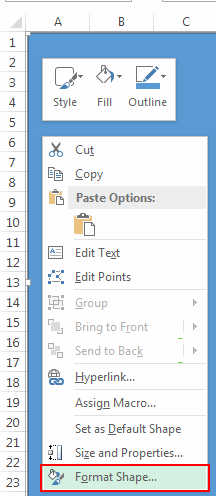 A B C
1
2
3
4
5
6
7
8
9
10
11
12
13
14
15
16
17
18
19
20
21
22
23
Style Fill Outline
Cut
Copy
Paste Options:
Edit Text
Edit Points
Group
Bring to Front
Send to Back
Hyperlink...
Assign Macro...
Set as Default Shape
Size and Properties...
Format Shape...